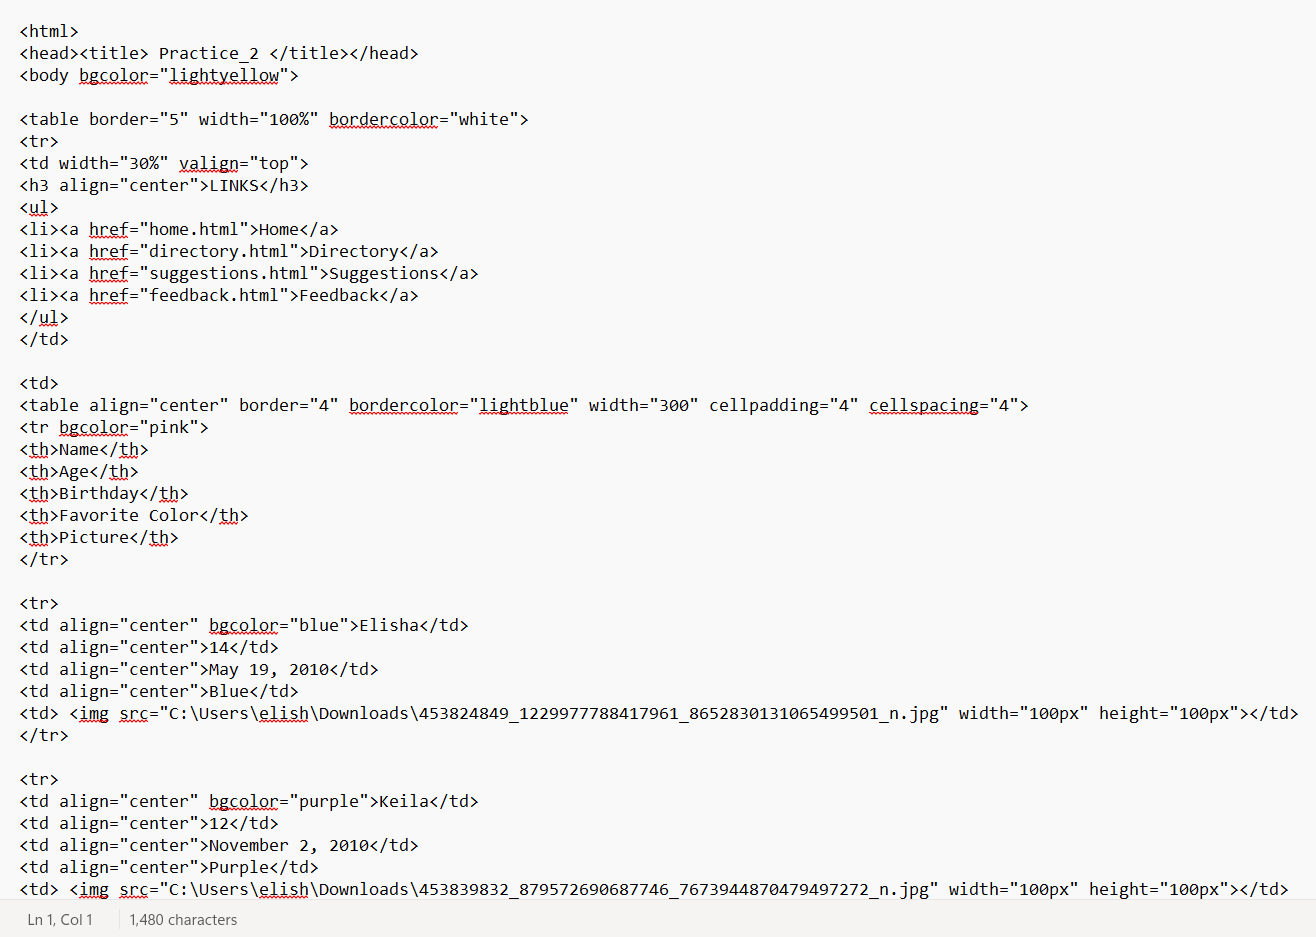 <html>
<head><title> Practice_2 </title></head>
<body bgcolor="lightyellow">
<table border="5" width="100%" bordercolor="white">
<tr>
<td width="30%" valign="top">
<h3 align="center">LINKS</h3>
<ul>
<li><a href="home.html">Home</a>
<li><a href="directory.html">Directory</a>
<li><a href="suggestions.html">Suggestions</a>
<li><a href="feedback.html">Feedback</a>
</ul>
</td>
<td>
<table align="center" border="4" bordercolor="lightblue" width="300" cellpadding="4" cellspacing="4">
<tr bgcolor="pink">
<th>Name</th>
<th>Age</th>
<th>Birthday</th>
<th>Favorite Color</th>
<th>Picture</th>
</tr>
<tr>
<td align="center" bgcolor="blue">Elisha</td>
<td align="center">14</td>
<td align="center">May 19, 2010</td>
<td align="center">Blue</td>
<td> <img src="C:\Users\elish\Downloads\453824849_1229977788417961_8652830131065499501_n.jpg" width="100px" height="100px"></td>
</tr>
<tr>
<td align="center" bgcolor="purple">Keila</td>
<td align="center">12</td>
<td align="center">November 2, 2010</td>
<td align="center">Purple</td>
<td> <img src="C:\Users\elish\Downloads\453839832_879572690687746_7673944870479497272_n.jpg" width="100px" height="100px"></td>
Ln 1, Col 1 1,480 characters